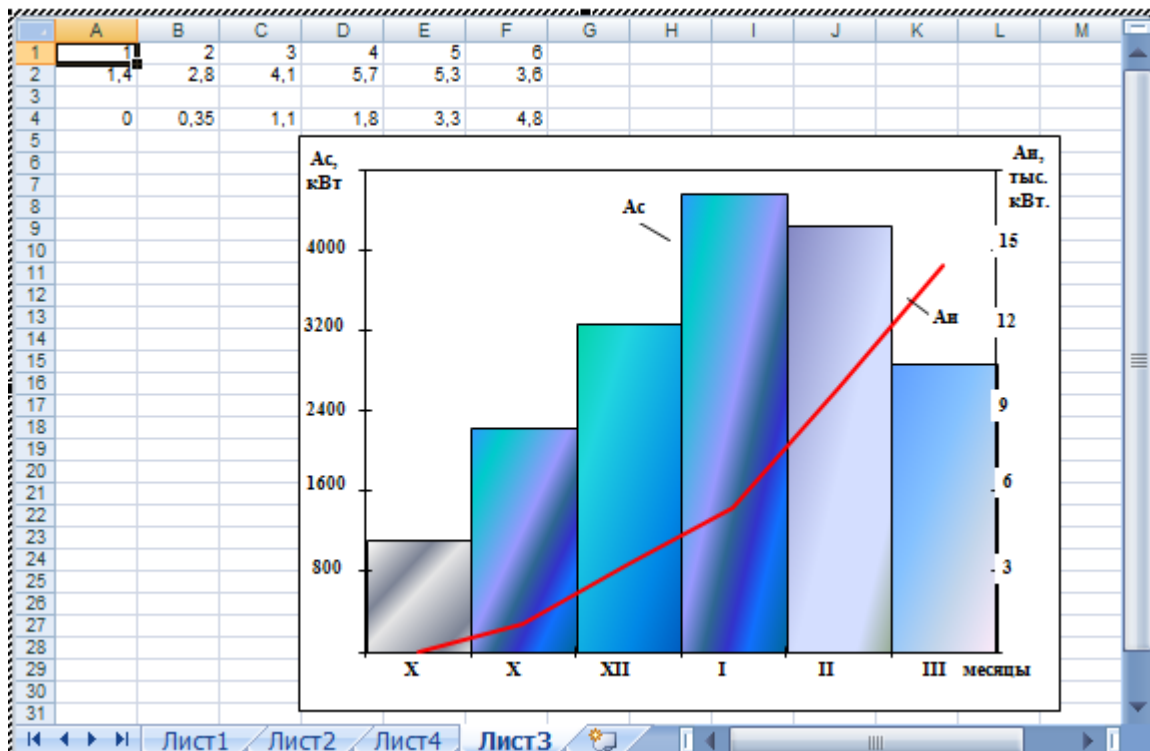 A B C D E F G H I J K L M
1 1 2 3 4 5 6
2 1,4 2,8 4,1 5,7 5,3 3,6
3
4 0 0,35 1,1 1,8 3,3 4,8
5
6
7
8
9
10
11
12
13
14
15
16
17
18
19
20
21
22
23
24
25
26
27
28
29
30
31
Ас,
кВт
Ан,
тыс.
кВт.
Ас
4000
15
Ан
3200
12
2400
9
1600
6
800
3
X X XII I II III месяцы
Лист1 Лист2 Лист4 Лист3